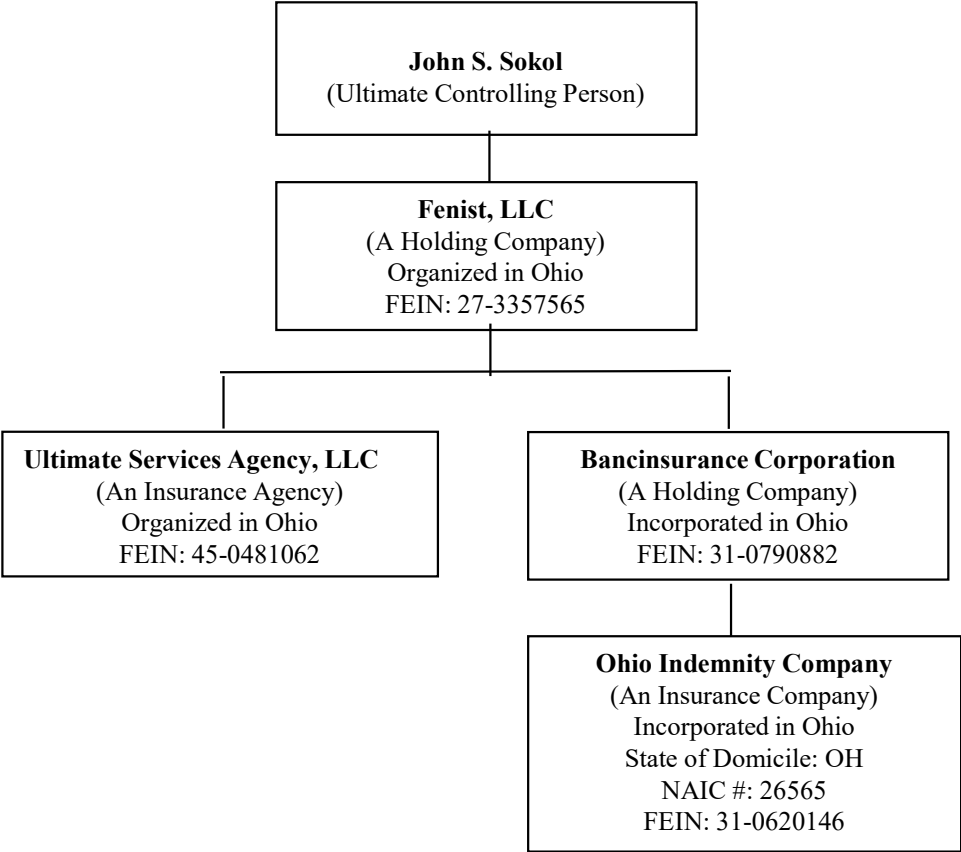 John S. Sokol
(Ultimate Controlling Person)
Fenist, LLC
(A Holding Company)
Organized in Ohio
FEIN: 27-3357565
Ultimate Services Agency, LLC
(An Insurance Agency)
Organized in Ohio
FEIN: 45-0481062
Bancinsurance Corporation
(A Holding Company)
Incorporated in Ohio
FEIN: 31-0790882
Ohio Indemnity Company
(An Insurance Company)
Incorporated in Ohio
State of Domicile: OH
NAIC #: 26565
FEIN: 31-0620146